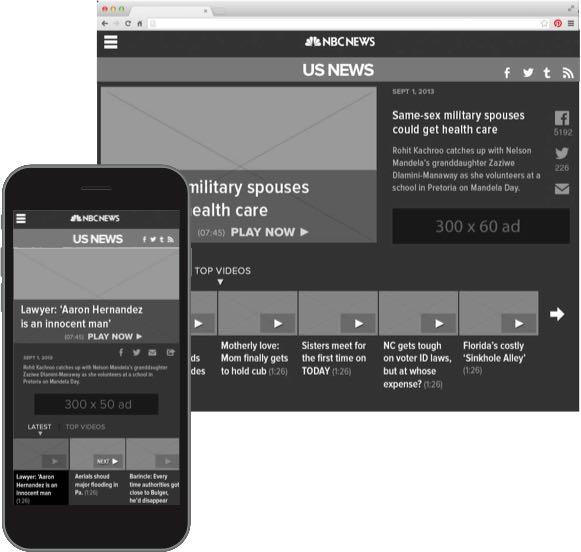 NBCNEWS
US NEWS
SEPT 1, 2013
Same-sex military spouses
could get health care
5192
Rohit Kachroo catches up with Nelson
Mandela's granddaughter Zaziwe
Dlamini-Manaway as she volunteers at a
school in Pretoria on Mandela Day.
226
military spouses
ealth care
(07:45) PLAY NOW
300 x 60 ad
TOP VIDEOS
ds
des
Motherly love:
Mom finally gets
to hold cub (1:26)
Sisters meet for
the first time on
TODAY (1:26)
NC gets tough
on voter ID laws,
but at whose
expense? (1:26)
Florida's costly
'Sinkhole Alley'
(1:26)
NBCNEWS
US NEWS
Lawyer: 'Aaron Hernandez
is an innocent man'
(07:45) PLAY NOW
SEPT 1, 2013
Rohit Kachroo catches up with Nelson Mandela's granddaughter
Zaziwe Dlamini-Manaway as she volunteers at a school in
Pretoria on Mandela Day.
300 x 50 ad
LATEST
TOP VIDEOS
NEXT
Lawyer: 'Aaron
Hernandez is an
innocent man
(1:26)
Aerials shoud
major flooding in
Pa. (1:26)
Barincle: Every
time authorities got
close to Bulger,
he'd disappear